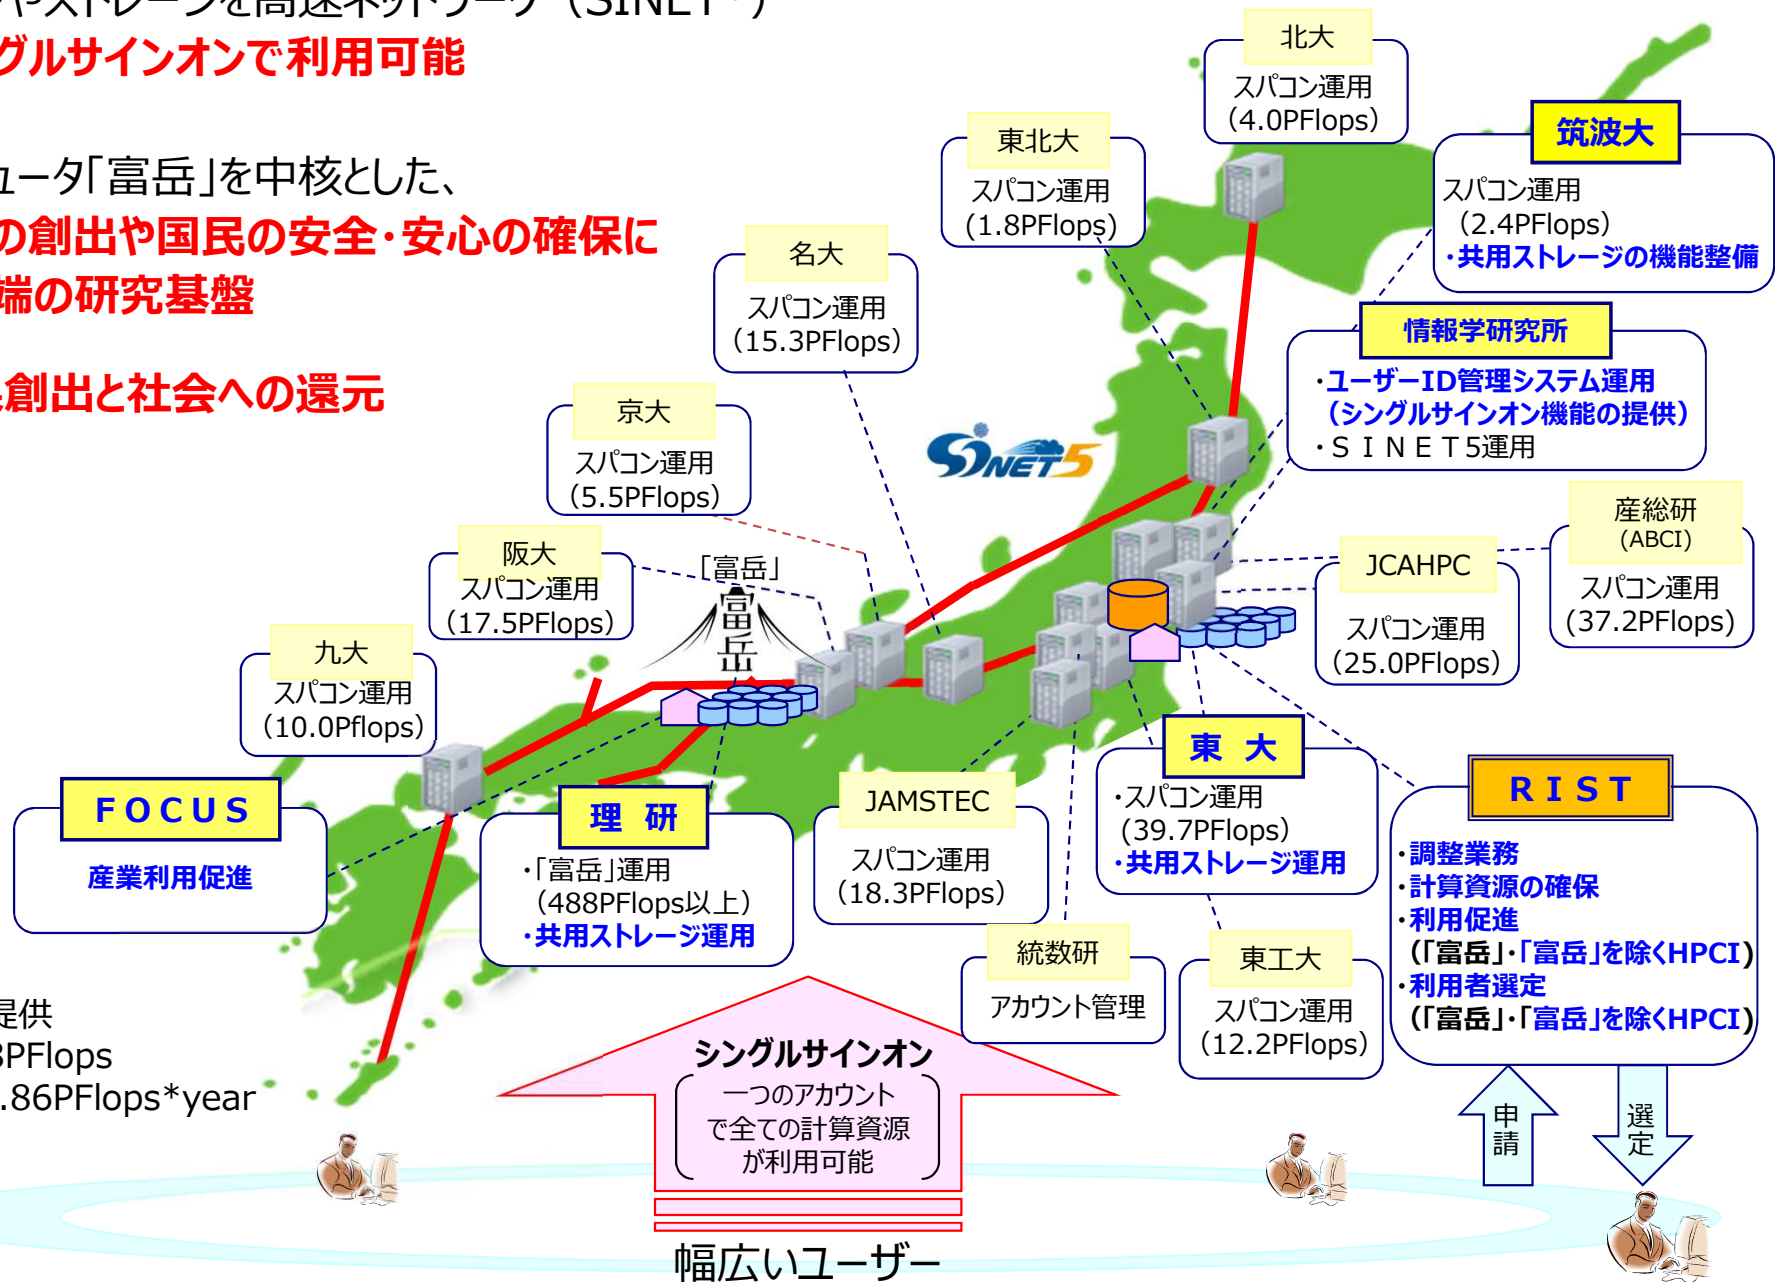 やストレージを高速ネットワーク（SINET
グルサインオンで利用可能
ュータ「富岳」を中核とした、
の創出や国民の安全・安心の確保に
端の研究基盤
創出と社会への還元
北大
スパコン運用
(4.0PFlops)
東北大
スパコン運用
(1.8PFlops)
筑波大
スパコン運用
（2.4PFlops）
・共用ストレージの機能整備
名大
スパコン運用
（15.3PFlops）
情報学研究所
・ユーザーID管理システム運用
（シングルサインオン機能の提供）
・ＳＩＮＥＴ5運用
京大
スパコン運用
（5.5PFlops）
SINET5
産総研
(ABCI)
スパコン運用
（37.2PFlops）
阪大
スパコン運用
（17.5PFlops）
「富岳」
富岳
JCAHPC
スパコン運用
（25.0PFlops）
九大
スパコン運用
（10.0Pflops）
ＦＯＣＵＳ
産業利用促進
理 研
・「富岳」運用
（488PFlops以上）
・共用ストレージ運用
JAMSTEC
スパコン運用
（18.3PFlops）
東 大
・スパコン運用
（39.7PFlops）
・共用ストレージ運用
ＲＩＳＴ
・調整業務
・計算資源の確保
・利用促進
（「富岳」・「富岳」を除くHPCI）
・利用者選定
（「富岳」・「富岳」を除くHPCI）
統数研
アカウント管理
東工大
スパコン運用
（12.2PFlops）
提供
PFlops
.86PFlops*year
シングルサインオン
一つのアカウント
で全ての計算資源
が利用可能
申請
選定
幅広いユーザー